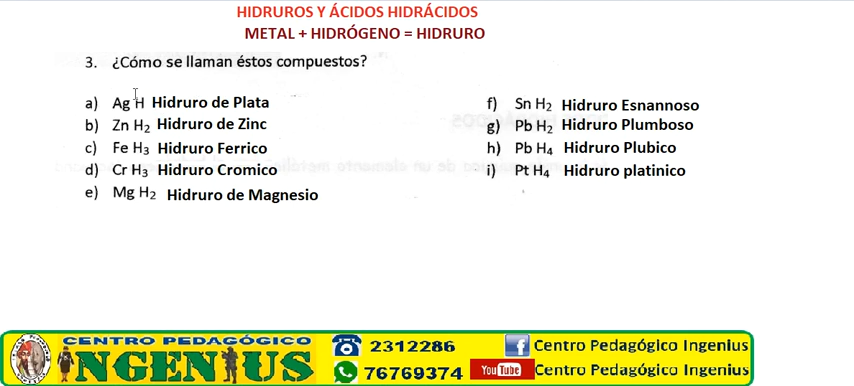 HIDRUROS Y ÁCIDOS HIDRÁCIDOS
METAL + HIDRÓGENO = HIDRURO
3. ¿Cómo se llaman éstos compuestos?
a) Ag H Hidruro de Plata
b) Zn H₂ Hidruro de Zinc
c) Fe H₃ Hidruro Ferrico
d) Cr H₃ Hidruro Cromico
e) Mg H₂ Hidruro de Magnesio
f) Sn H₂ Hidruro Esnannoso
g) Pb H₂ Hidruro Plumboso
h) Pb H₄ Hidruro Plubico
i) Pt H₄ Hidruro platinico
CENTRO PEDAGÓGICO
INGENIUS
2312286
76769374
Centro Pedagógico Ingenius
YouTube Centro Pedagógico Ingenius